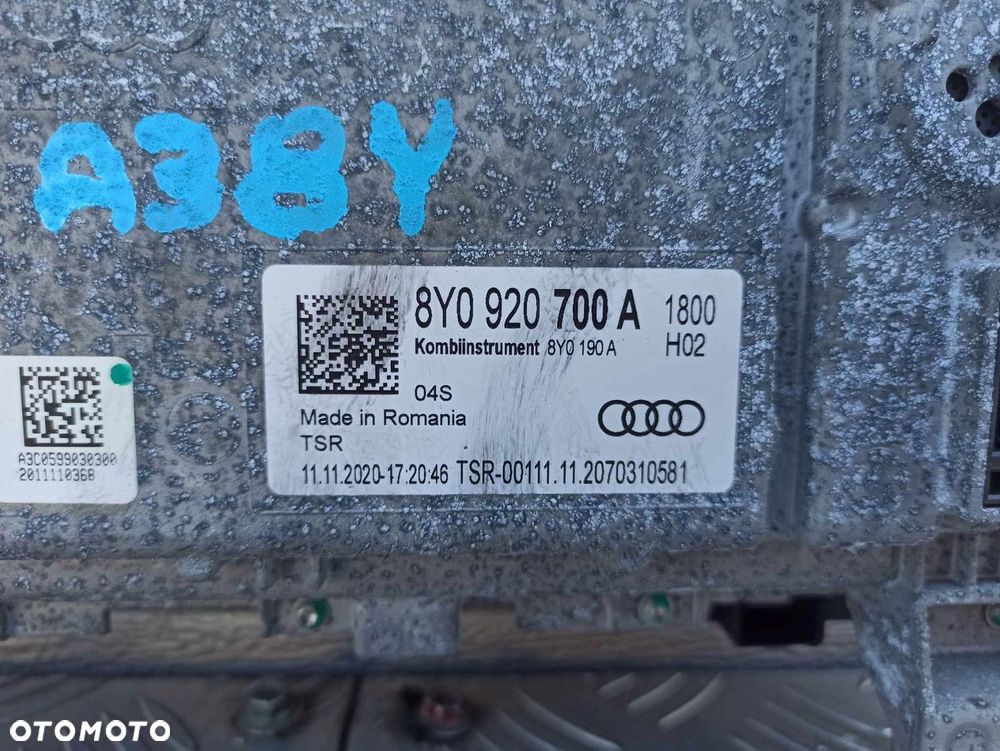 A38Y
8Y0 920 700 A 1800
Kombiinstrument 8Y0 190 A H02
04S
Made in Romania
TSR
11.11.2020-17:20:46 TSR-00111.11.2070310581
A3C0599030300
2011110368
OTOMOTO